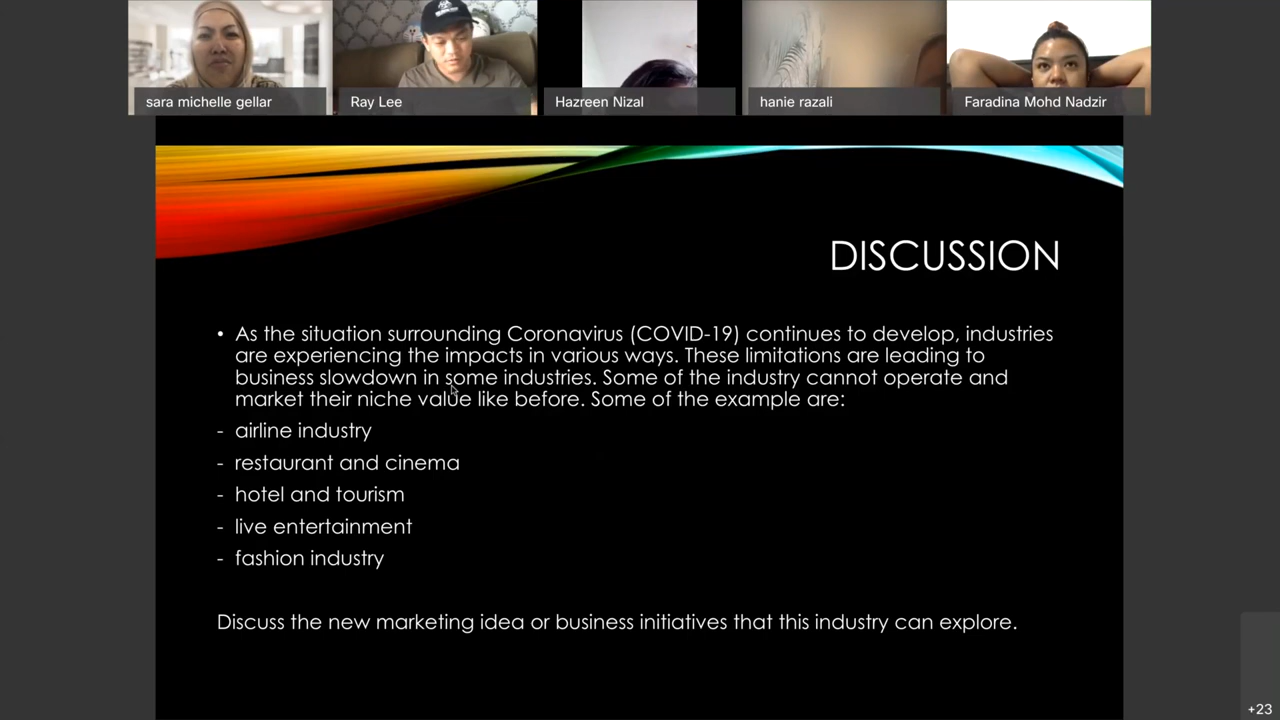 sara michelle gellar
Ray Lee
Hazreen Nizal
hanie razali
Faradina Mohd Nadzir
DISCUSSION
• As the situation surrounding Coronavirus (COVID-19) continues to develop, industries
are experiencing the impacts in various ways. These limitations are leading to
business slowdown in some industries. Some of the industry cannot operate and
market their niche value like before. Some of the example are:
- airline industry
- restaurant and cinema
- hotel and tourism
- live entertainment
- fashion industry
Discuss the new marketing idea or business initiatives that this industry can explore.
+23